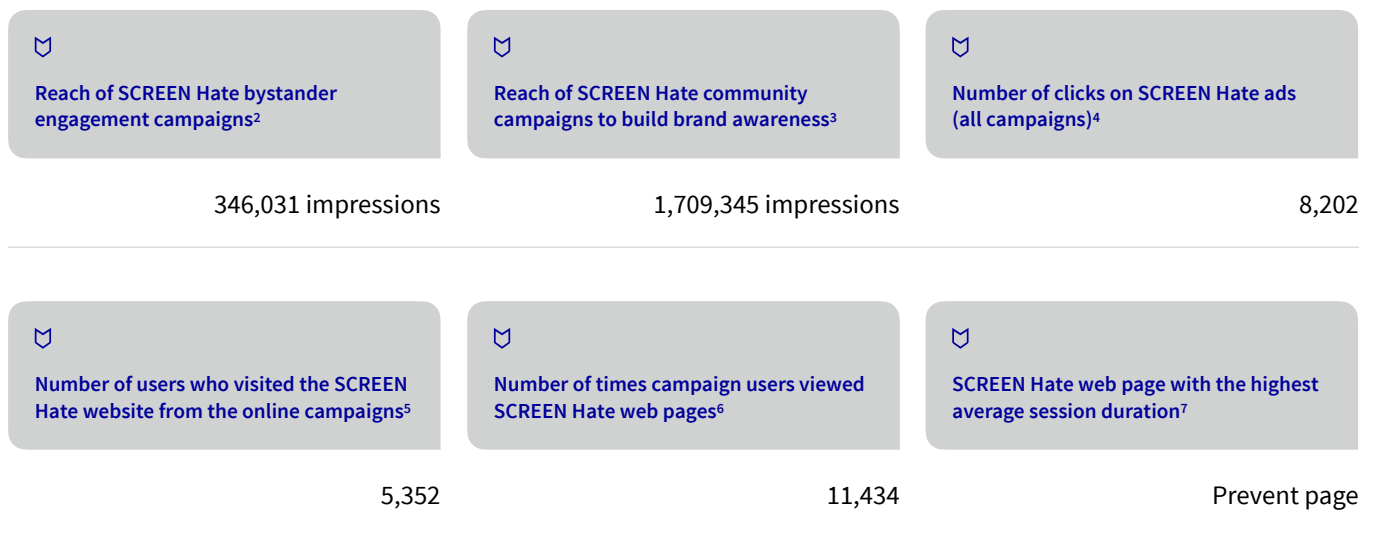 Reach of SCREEN Hate bystander
engagement campaigns²
346,031 impressions
Reach of SCREEN Hate community
campaigns to build brand awareness³
1,709,345 impressions
Number of clicks on SCREEN Hate ads
(all campaigns)⁴
8,202
Number of users who visited the SCREEN
Hate website from the online campaigns⁵
5,352
Number of times campaign users viewed
SCREEN Hate web pages⁶
11,434
SCREEN Hate web page with the highest
average session duration⁷
Prevent page